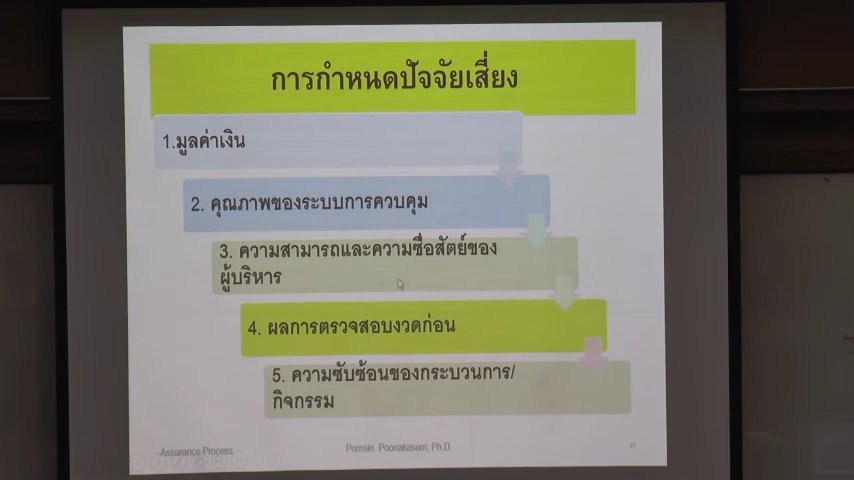 การกำหนดปัจจัยเสี่ยง
1.มูลค่าเงิน
2. คุณภาพของระบบการควบคุม
3. ความสามารถและความซื่อสัตย์ของ
ผู้บริหาร
4. ผลการตรวจสอบงวดก่อน
5. ความซับซ้อนของกระบวนการ/
กิจกรรม
Assurance Process
Pornsiri Poonakasem, Ph.D.